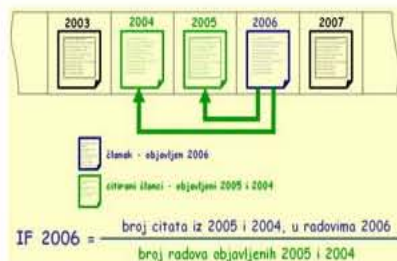 2003 2004 2005 2006 2007
članak - objavljen 2006
citirani članci - objavljeni 2005 i 2004
IF 2006 = broj citata iz 2005 i 2004, u radovima 2006
broj radova objavljenih 2005 i 2004